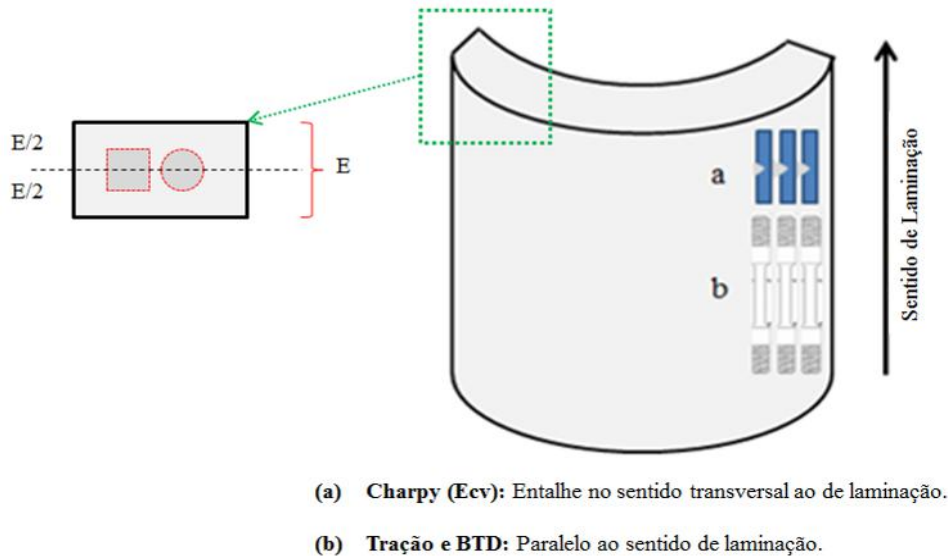 E/2
E/2
E
a
b
Sentido de Laminação
(a) Charpy (Ecv): Entalhe no sentido transversal ao de laminação.
(b) Tração e BTD: Paralelo ao sentido de laminação.